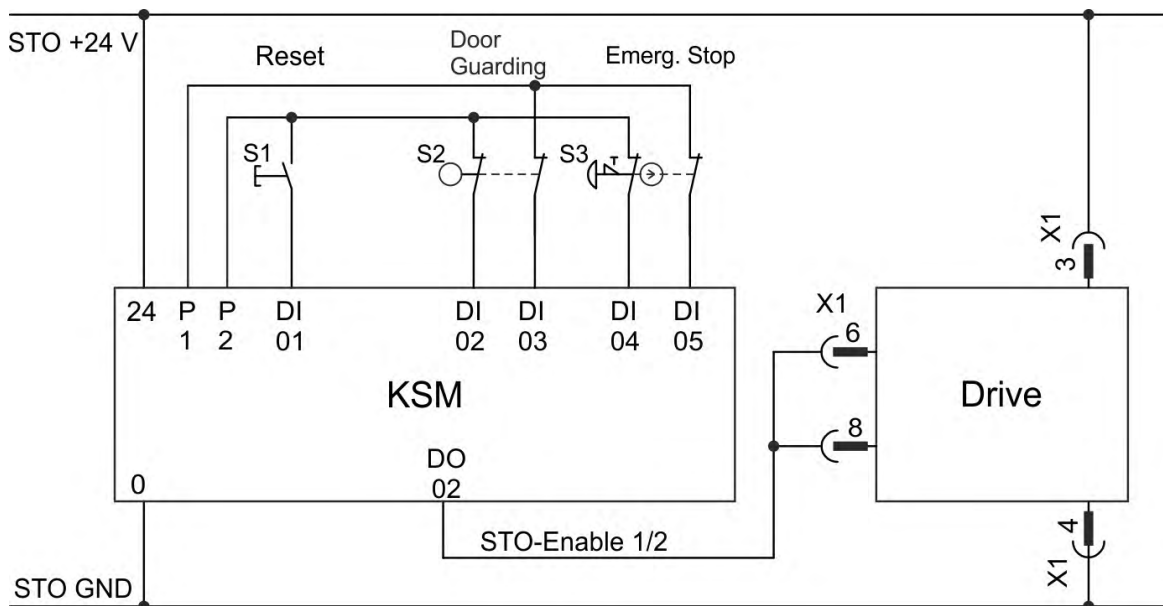 STO +24 V
Reset
Door
Guarding
Emerg. Stop
S1
S2
S3
X1
3
24 P P DI DI DI DI DI
1 2 01 02 03 04 05
X1
6
KSM
Drive
8
DO
02
0
4
STO-Enable 1/2
X1
STO GND